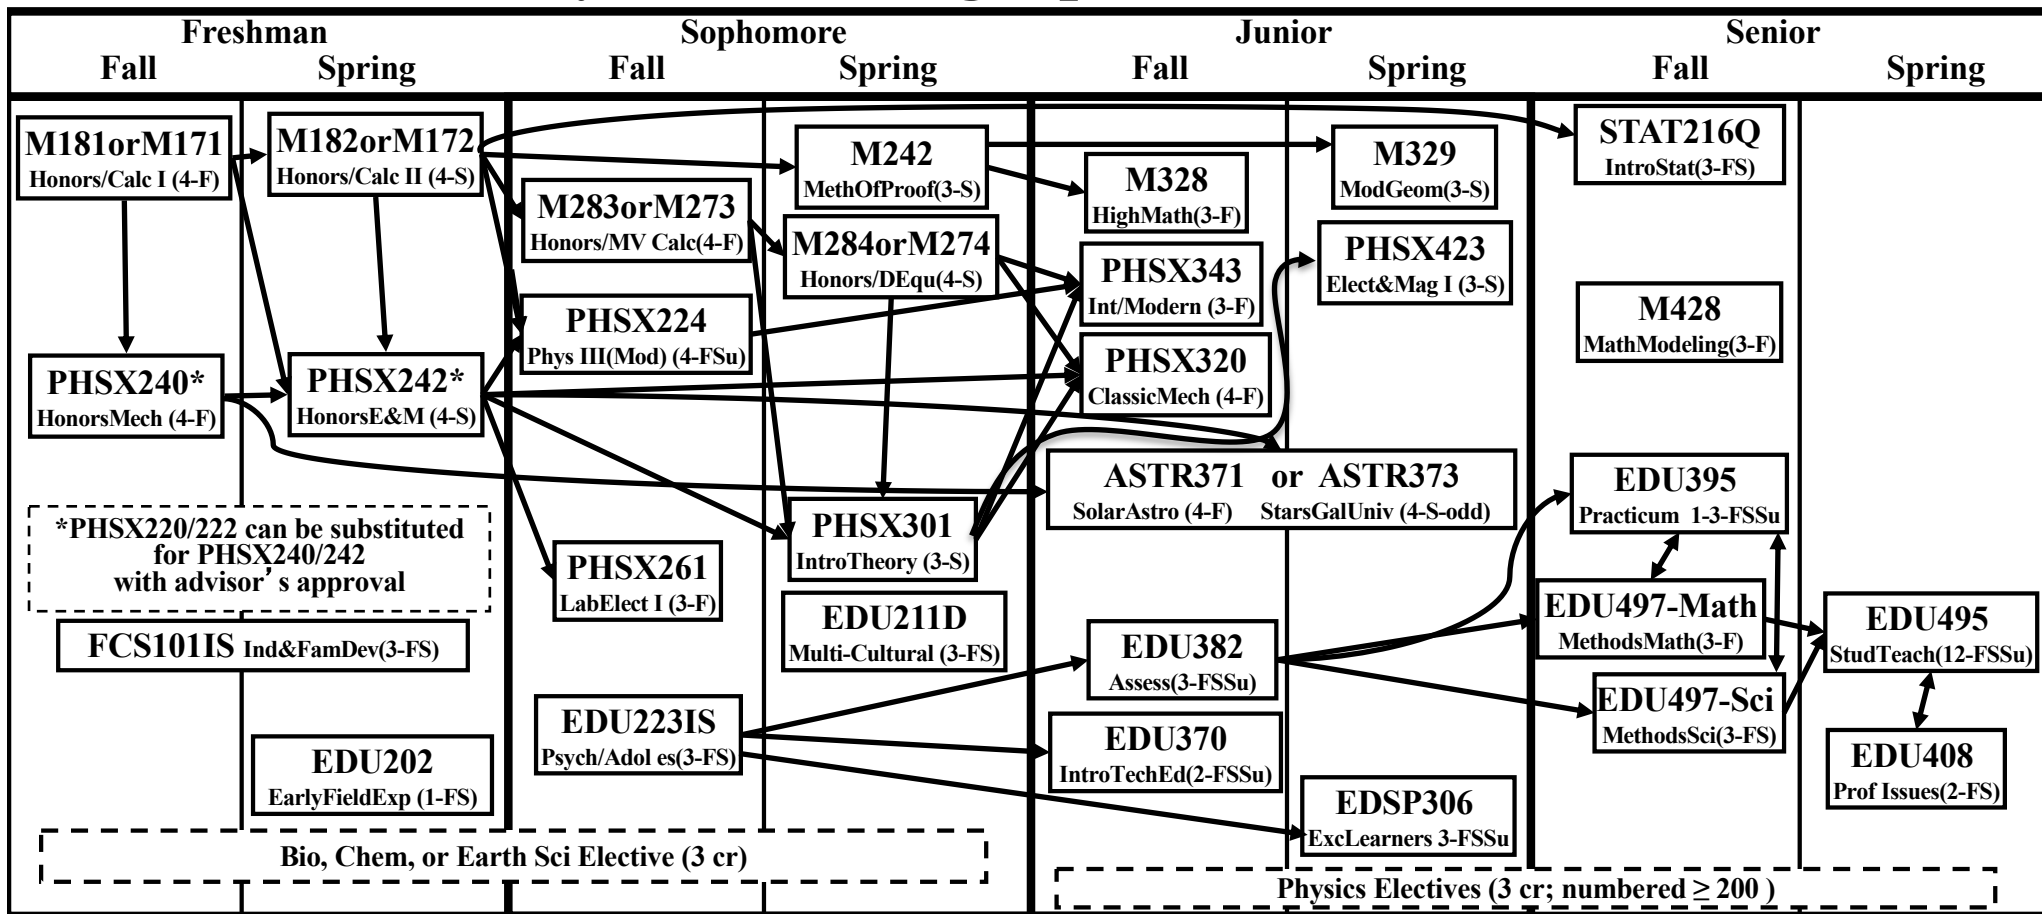 Freshman
Sophomore
Junior
Senior
Fall
Spring
Fall
Spring
Fall
Spring
Fall
Spring
M181orM171
Honors/Calc I (4-F)
PHSX240*
HonorsMech (4-F)
M182orM172
Honors/Calc II (4-S)
PHSX242*
HonorsE&M (4-S)
*PHSX220/222 can be substituted
for PHSX240/242
with advisor's approval
FCS101IS Ind&FamDev(3-FS)
EDU202
EarlyFieldExp (1-FS)
M283orM273
Honors/MV Calc(4-F)
PHSX224
Phys III(Mod) (4-FSu)
PHSX261
LabElect I (3-F)
EDU223IS
Psych/Adol es(3-FS)
M242
MethOfProof(3-S)
M284orM274
Honors/DEqu(4-S)
PHSX301
IntroTheory (3-S)
EDU211D
Multi-Cultural (3-FS)
Bio, Chem, or Earth Sci Elective (3 cr)
M328
HighMath(3-F)
PHSX343
Int/Modern (3-F)
PHSX320
ClassicMech (4-F)
M329
ModGeom(3-S)
PHSX423
Elect&Mag I (3-S)
ASTR371 or ASTR373
SolarAstro (4-F) StarsGalUniv (4-S-odd)
EDU382
Assess(3-FSSu)
EDU370
IntroTechEd(2-FSSu)
EDSP306
ExcLearners 3-FSSu
STAT216Q
IntroStat(3-FS)
M428
MathModeling(3-F)
EDU395
Practicum 1-3-FSSu
EDU497-Math
MethodsMath(3-F)
EDU497-Sci
MethodsSci(3-FS)
EDU495
StudTeach(12-FSSu)
EDU408
Prof Issues(2-FS)
Physics Electives (3 cr; numbered ≥ 200 )